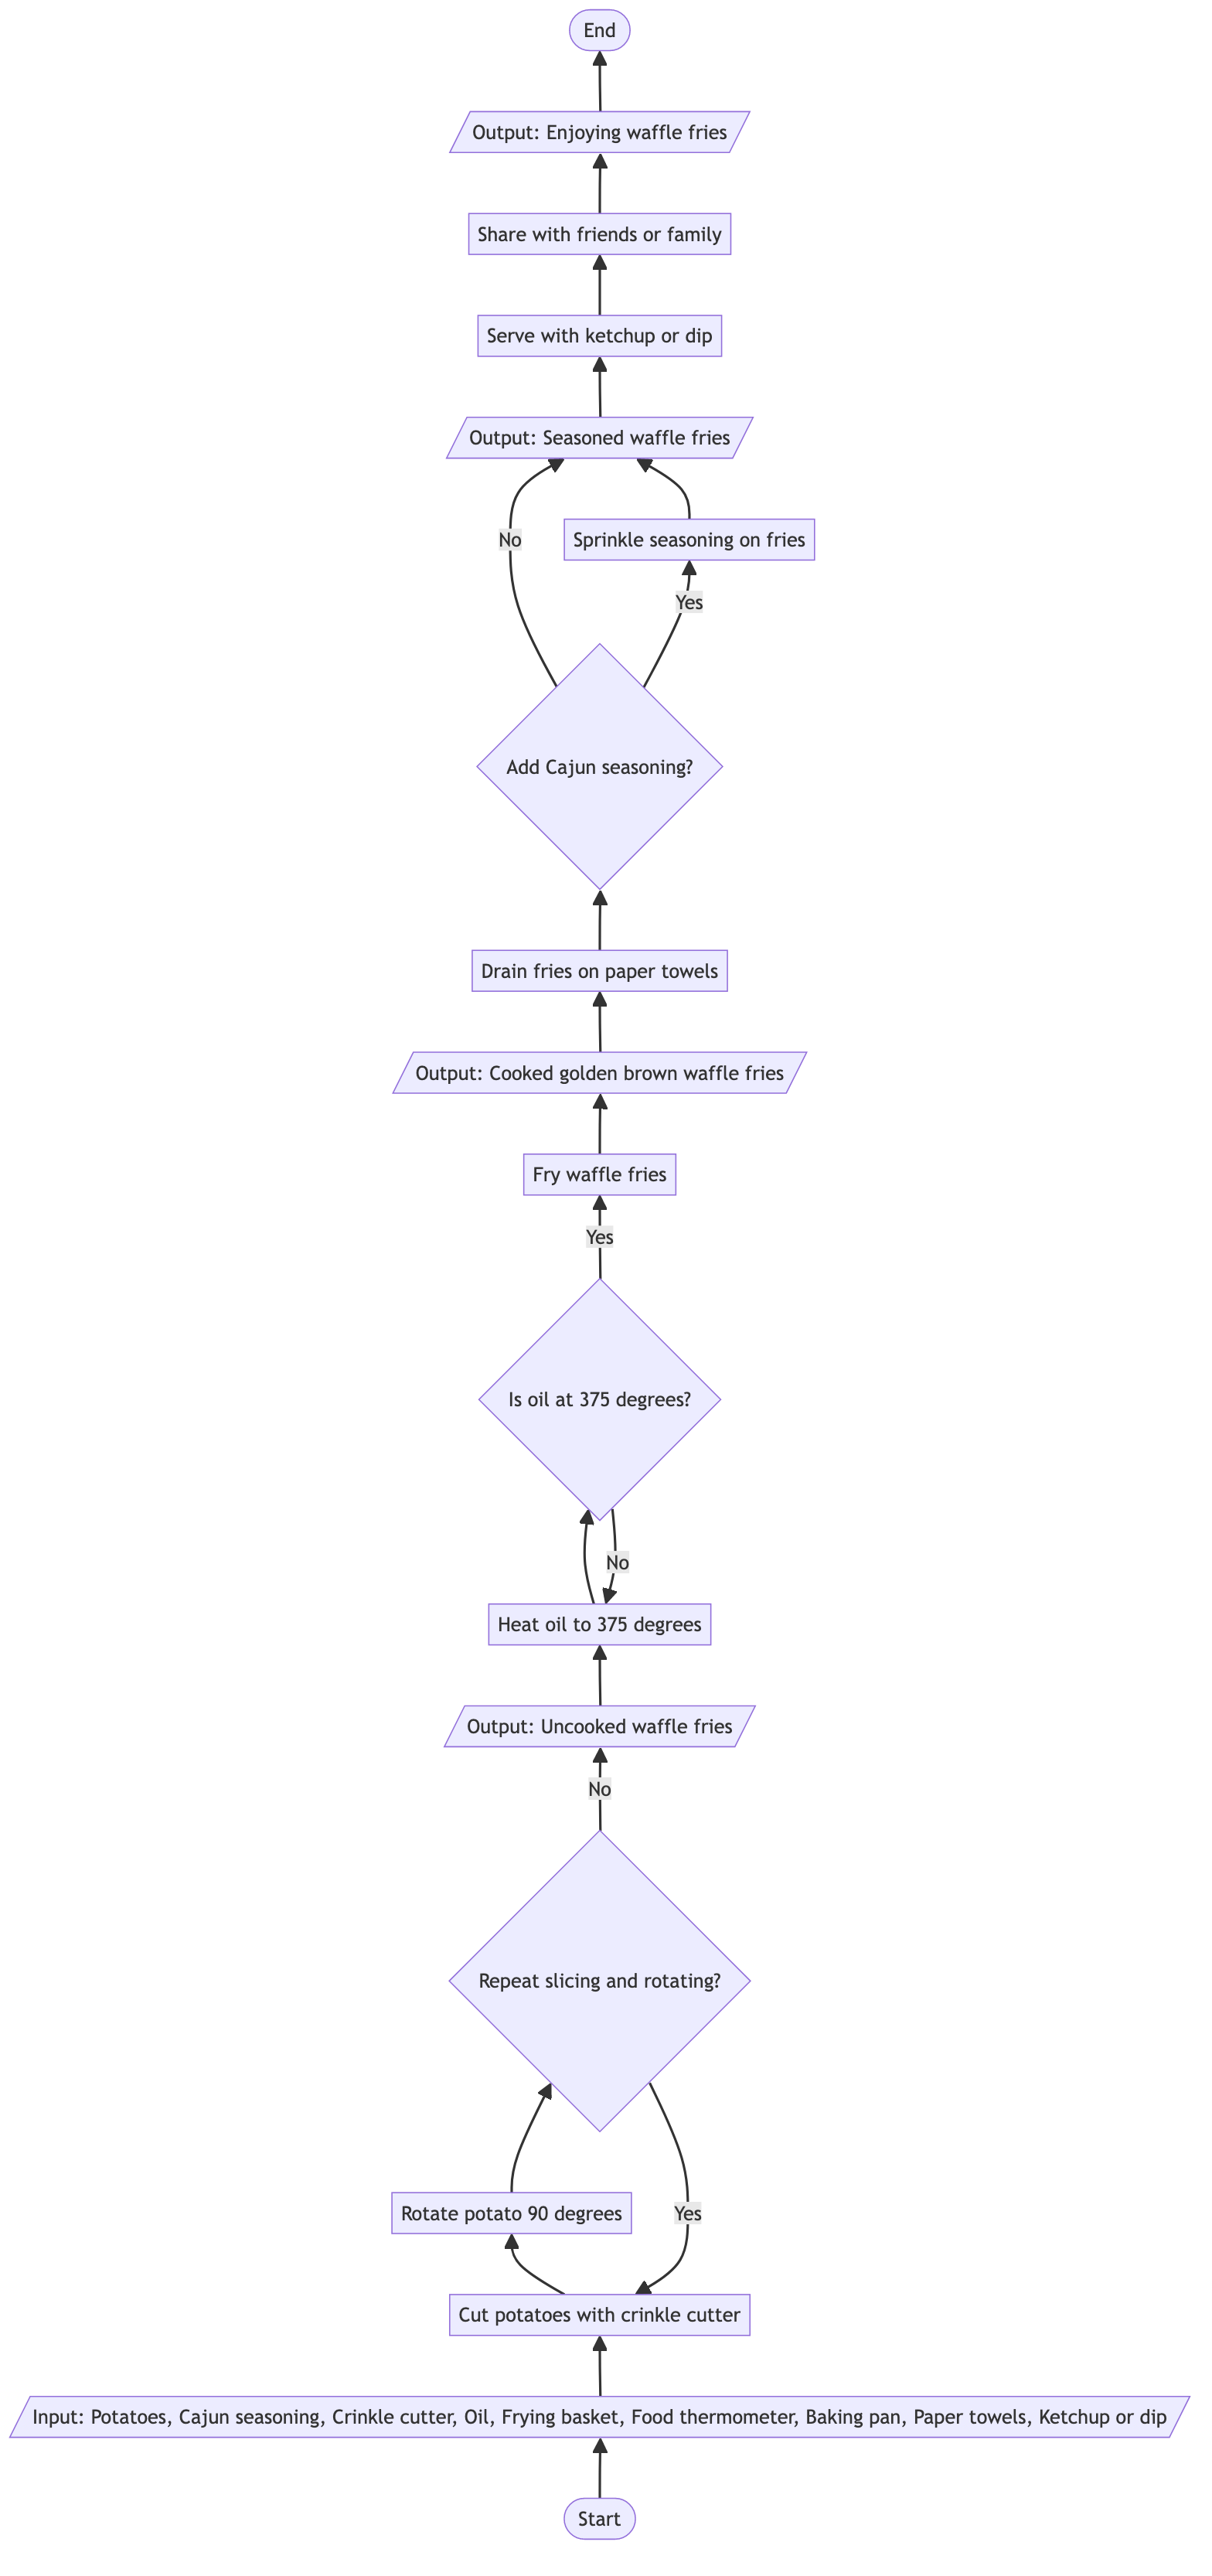 End
Output: Enjoying waffle fries
Share with friends or family
Serve with ketchup or dip
Output: Seasoned waffle fries
No
Sprinkle seasoning on fries
Yes
Add Cajun seasoning?
Drain fries on paper towels
Output: Cooked golden brown waffle fries
Fry waffle fries
Yes
Is oil at 375 degrees?
No
Heat oil to 375 degrees
Output: Uncooked waffle fries
No
Repeat slicing and rotating?
Rotate potato 90 degrees
Yes
Cut potatoes with crinkle cutter
Input: Potatoes, Cajun seasoning, Crinkle cutter, Oil, Frying basket, Food thermometer, Baking pan, Paper towels, Ketchup or dip
Start